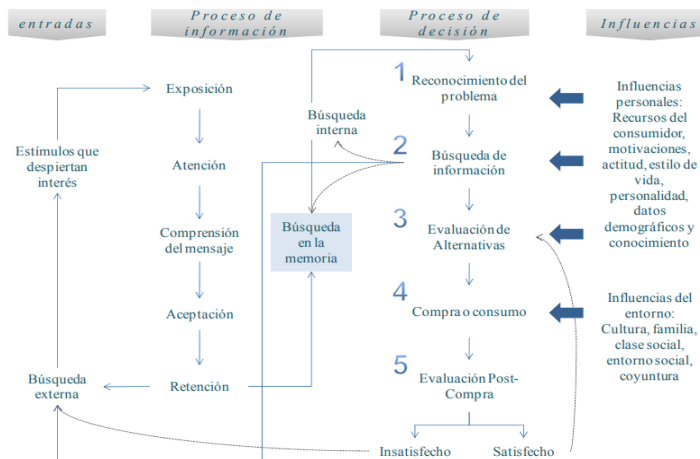 entradas
Proceso de
información
Proceso de
decisión
Influencias
Exposición
Atención
Comprensión
del mensaje
Aceptación
Retención
Estímulos que
despiertan
interés
Búsqueda
externa
Búsqueda
interna
Búsqueda
en la
memoria
1
Reconocimiento del
problema
2
Búsqueda de
información
3
Evaluación de
Alternativas
4
Compra o consumo
5
Evaluación Post-
Compra
Insatisfecho
Satisfecho
Influencias
personales:
Recursos del
consumidor,
motivaciones,
actitud, estilo de
vida,
personalidad,
datos
demográficos y
conocimiento
Influencias del
entorno:
Cultura, familia,
clase social,
entorno social,
coyuntura